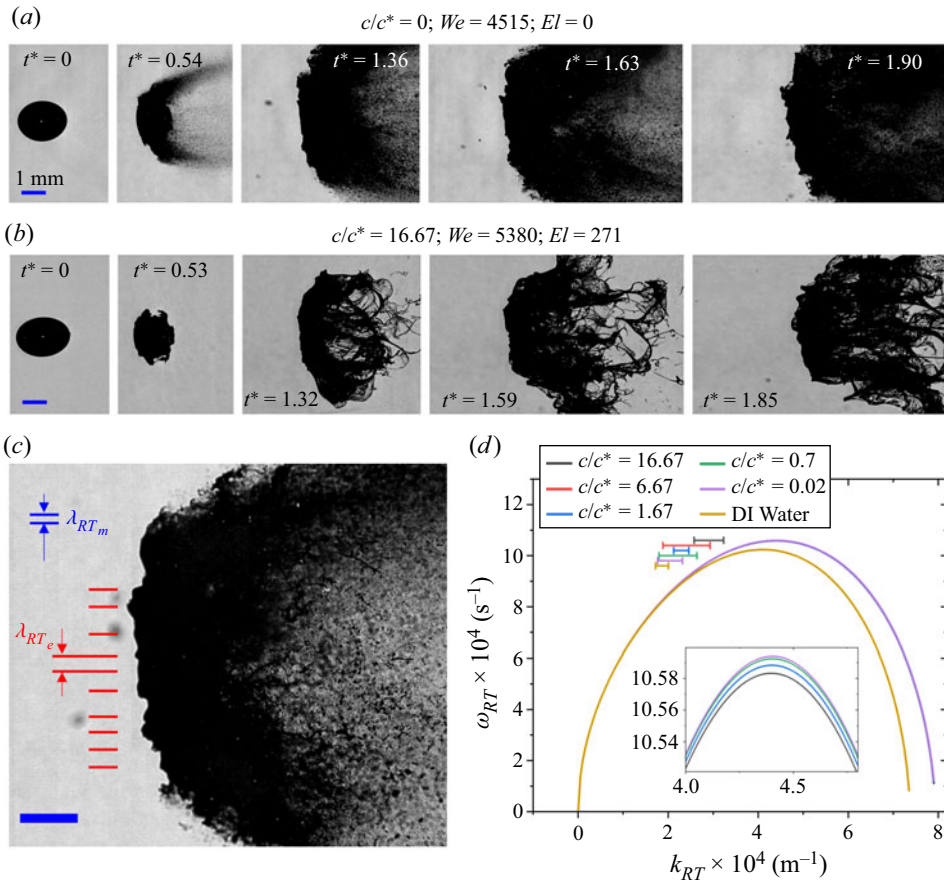 (a)
c/c* = 0; We = 4515; El = 0
t* = 0
t* = 0.54
t* = 1.36
t* = 1.63
t* = 1.90
1 mm
(b)
c/c* = 16.67; We = 5380; El = 271
t* = 0
t* = 0.53
t* = 1.32
t* = 1.59
t* = 1.85
(c)
λRTm
λRTe
(d)
c/c* = 16.67
c/c* = 0.7
c/c* = 6.67
c/c* = 0.02
c/c* = 1.67
DI Water
12
10
8
6
4
2
0
ωRT × 10⁴ (s⁻¹)
10.58
10.56
10.54
4.0
4.5
0
2
4
6
8
kRT × 10⁴ (m⁻¹)